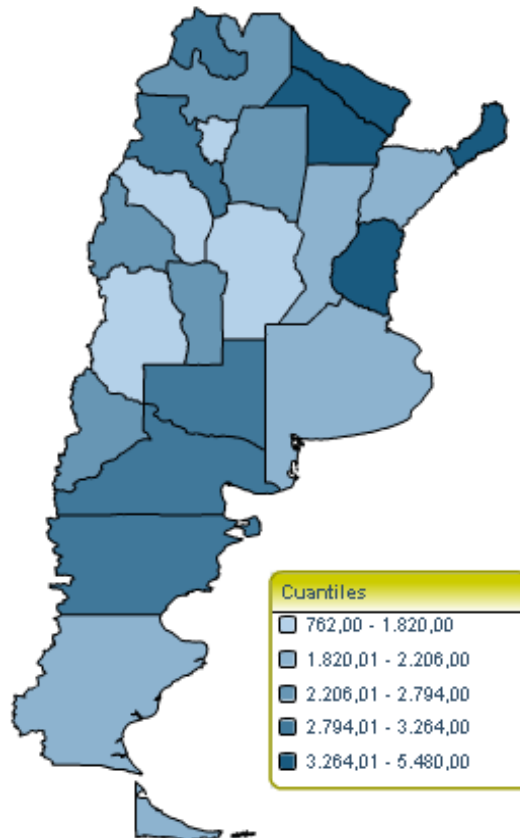 Cuantiles
762,00 - 1.820,00
1.820,01 - 2.206,00
2.206,01 - 2.794,00
2.794,01 - 3.264,00
3.264,01 - 5.480,00